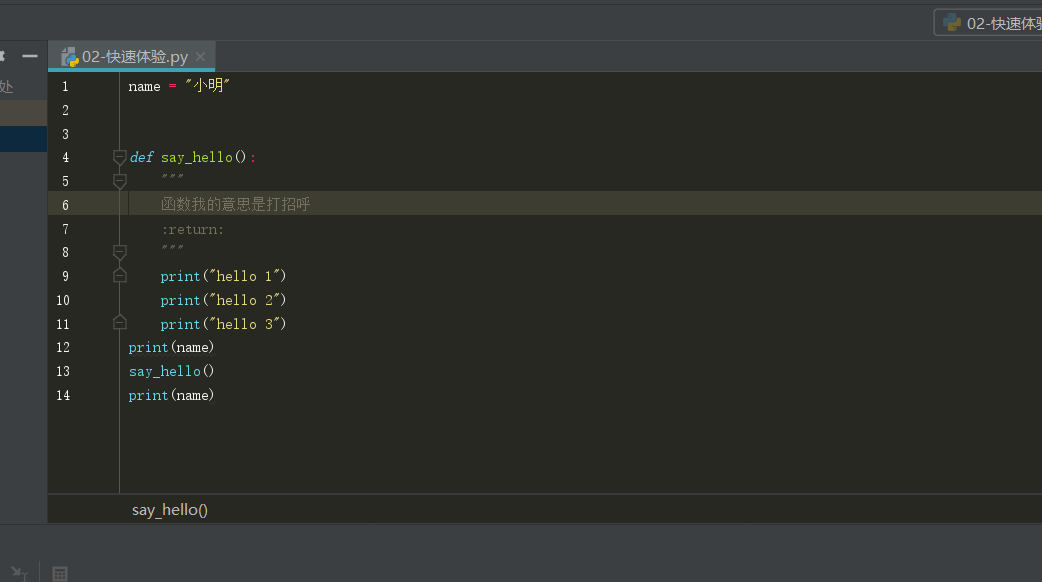 02-快速体验
处
02-快速体验.py
1 name = "小明"
2
3
4 def say_hello():
5 """
6 函数我的意思是打招呼
7 :return:
8 """
9 print("hello 1")
10 print("hello 2")
11 print("hello 3")
12 print(name)
13 say_hello()
14 print(name)
say_hello()